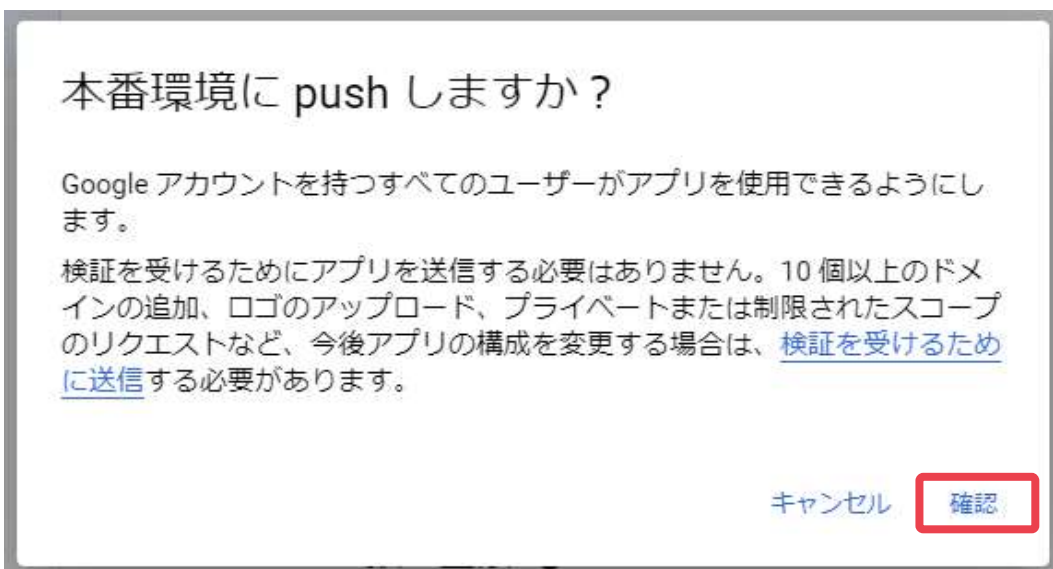 本番環境に push しますか？
Google アカウントを持つすべてのユーザーがアプリを使用できるようにし
ます。
検証を受けるためにアプリを送信する必要はありません。10 個以上のドメ
インの追加、ロゴのアップロード、プライベートまたは制限されたスコープ
のリクエストなど、今後アプリの構成を変更する場合は、検証を受けるため
に送信する必要があります。
キャンセル 確認